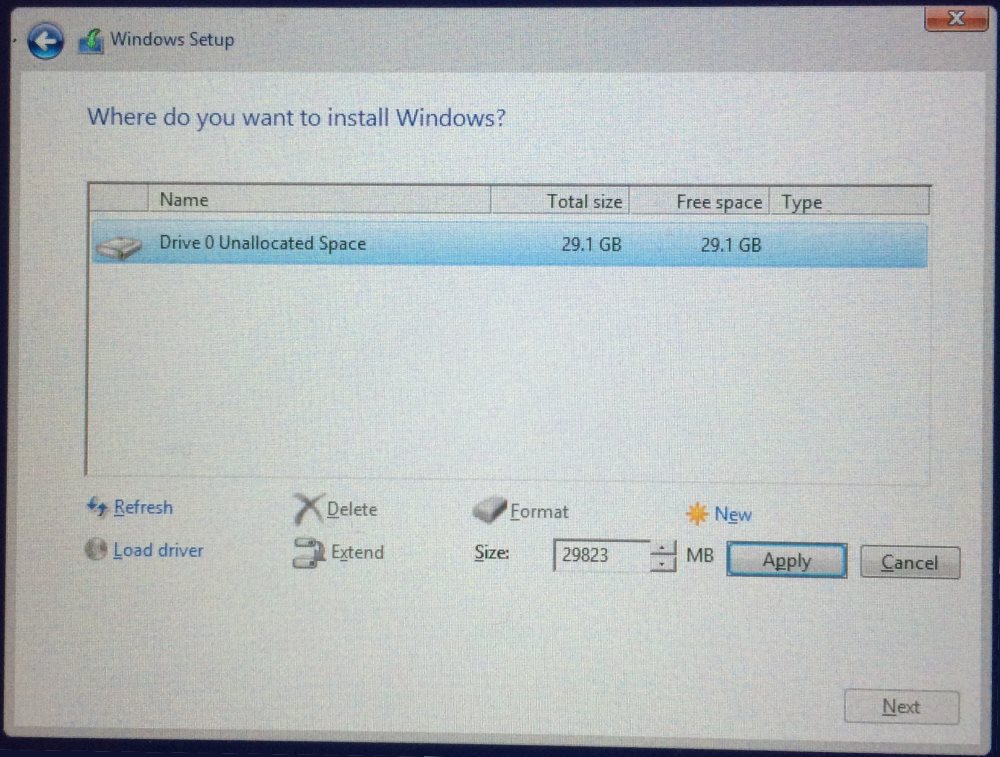 Windows Setup
Where do you want to install Windows?
Name Total size Free space Type
Drive 0 Unallocated Space 29.1 GB 29.1 GB
Refresh Delete Format New
Load driver Extend Size: 29823 MB Apply Cancel
Next